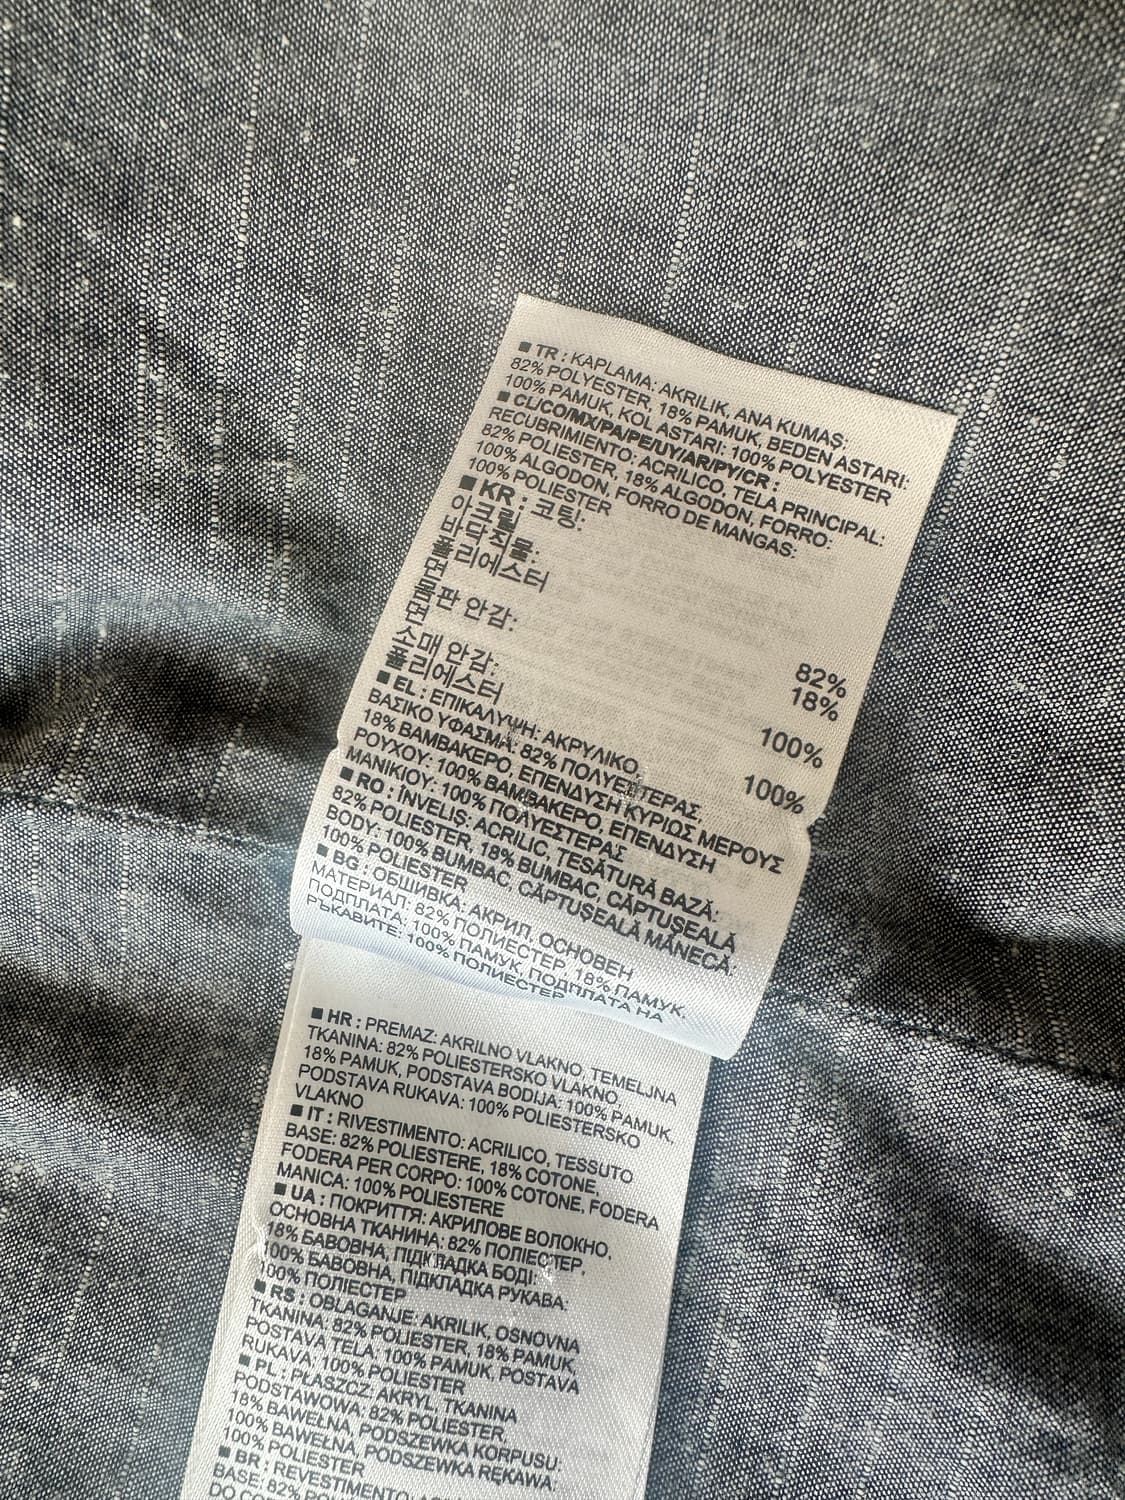 ■ TR : KAPLAMA: AKRILIK, ANA KUMAS:
82% POLYESTER, 18% PAMUK, BEDEN ASTARI:
100% PAMUK, KOL ASTARI: 100% POLYESTER
■ CL/CO/MX/PA/PE/UY/AR/PY/CR :
RECUBRIMIENTO: ACRILICO, TELA PRINCIPAL:
82% POLIESTER, 18% ALGODON, FORRO:
100% ALGODON, FORRO DE MANGAS:
100% POLIESTER
■ KR : 코팅:
아크릴
바닥직물:
폴리에스터 82%
면 18%
몸판 안감:
면 100%
소매 안감:
폴리에스터 100%
■ EL : ΕΠΙΚΑΛΥΨΗ: ΑΚΡΥΛΙΚΟ,
ΒΑΣΙΚΟ ΥΦΑΣΜΑ: 82% ΠΟΛΥΕΣΤΕΡΑΣ,
18% ΒΑΜΒΑΚΕΡΟ, ΕΠΕΝΔΥΣΗ ΚΥΡΙΩΣ ΜΕΡΟΥΣ
ΡΟΥΧΟΥ: 100% ΒΑΜΒΑΚΕΡΟ, ΕΠΕΝΔΥΣΗ
ΜΑΝΙΚΙΟΥ: 100% ΠΟΛΥΕΣΤΕΡΑΣ
■ RO : ÎNVELIS: ACRILIC, TESĂTURĂ BAZĂ:
82% POLIESTER, 18% BUMBAC, CĂPTUȘEALĂ
BODY: 100% BUMBAC, CĂPTUȘEALĂ MÂNECĂ:
100% POLIESTER
■ BG : ОБШИВКА: АКРИЛ, ОСНОВЕН
МАТЕРИАЛ: 82% ПОЛИЕСТЕР, 18% ПАМУК,
ПОДПЛАТА: 100% ПАМУК, ПОДПЛАТА НА
РЪКАВИТЕ: 100% ПОЛИЕСТЕР
■ HR : PREMAZ: AKRILNO VLAKNO, TEMELJNA
TKANINA: 82% POLIESTERSKO VLAKNO,
18% PAMUK, PODSTAVA BODIJA: 100% PAMUK,
PODSTAVA RUKAVA: 100% POLIESTERSKO
VLAKNO
■ IT : RIVESTIMENTO: ACRILICO, TESSUTO
BASE: 82% POLIESTERE, 18% COTONE,
FODERA PER CORPO: 100% COTONE, FODERA
MANICA: 100% POLIESTERE
■ UA : ПОКРИТТЯ: АКРИЛОВЕ ВОЛОКНО,
ОСНОВНА ТКАНИНА: 82% ПОЛІЕСТЕР,
18% БАВОВНА, ПІДКЛАДКА БОДІ:
100% БАВОВНА, ПІДКЛАДКА РУКАВА:
100% ПОЛІЕСТЕР
■ RS : OBLAGANJE: AKRILIK, OSNOVNA
TKANINA: 82% POLIESTER, 18% PAMUK,
POSTAVA TELA: 100% PAMUK, POSTAVA
RUKAVA: 100% POLIESTER
■ PL : PŁASZCZ: AKRYL, TKANINA
PODSTAWOWA: 82% POLIESTER,
18% BAWEŁNA, PODSZEWKA KORPUSU:
100% BAWEŁNA, PODSZEWKA RĘKAWA:
100% POLIESTER
■ BR : REVESTIMENTO:
BASE: 82%